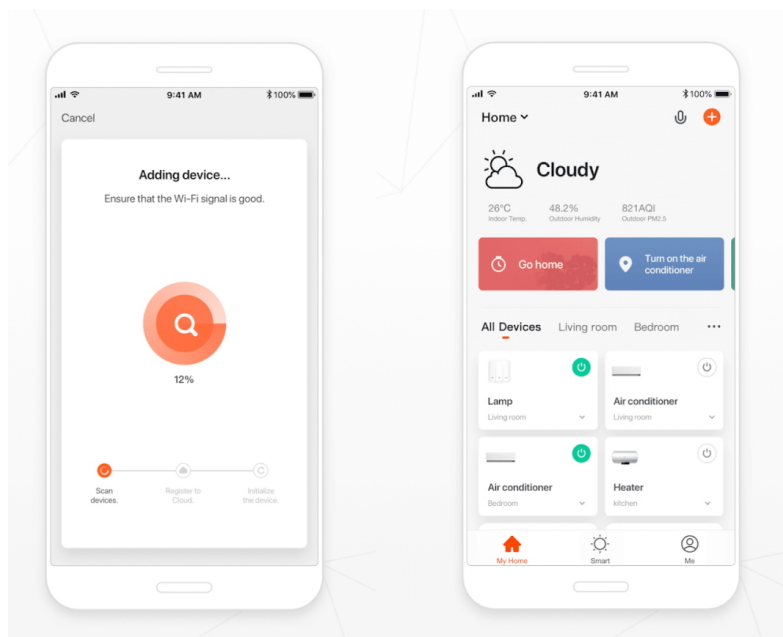 9:41 AM
100%
Cancel
Adding device...
Ensure that the Wi-Fi signal is good.
12%
Scan
devices.
Register to
Cloud.
Initialize
the device.
9:41 AM
100%
Home
Cloudy
26°C
Indoor Temp.
48.2%
Outdoor Humidity
821AQI
Outdoor PM2.5
Go home
Turn on the air
conditioner
All Devices
Living room
Bedroom
Lamp
Living room
Air conditioner
Living room
Air conditioner
Bedroom
Heater
kitchen
My Home
Smart
Me